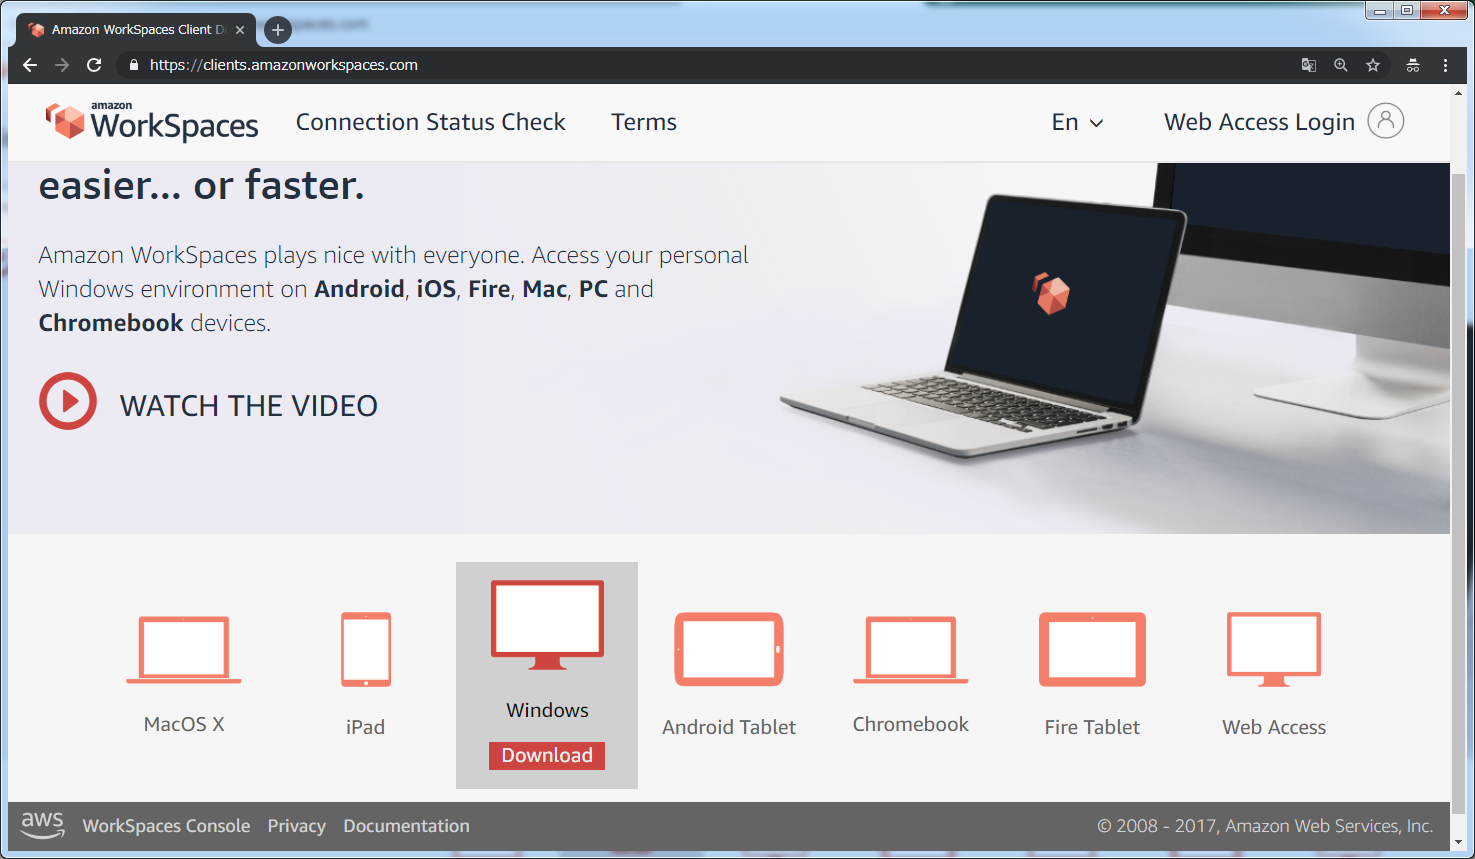 Amazon WorkSpaces Client D
https://clients.amazonworkspaces.com
amazon
WorkSpaces
Connection Status Check
Terms
En
Web Access Login
easier... or faster.
Amazon WorkSpaces plays nice with everyone. Access your personal
Windows environment on Android, iOS, Fire, Mac, PC and
Chromebook devices.
WATCH THE VIDEO
MacOS X
iPad
Windows
Download
Android Tablet
Chromebook
Fire Tablet
Web Access
aws
WorkSpaces Console
Privacy
Documentation
© 2008 - 2017, Amazon Web Services, Inc.